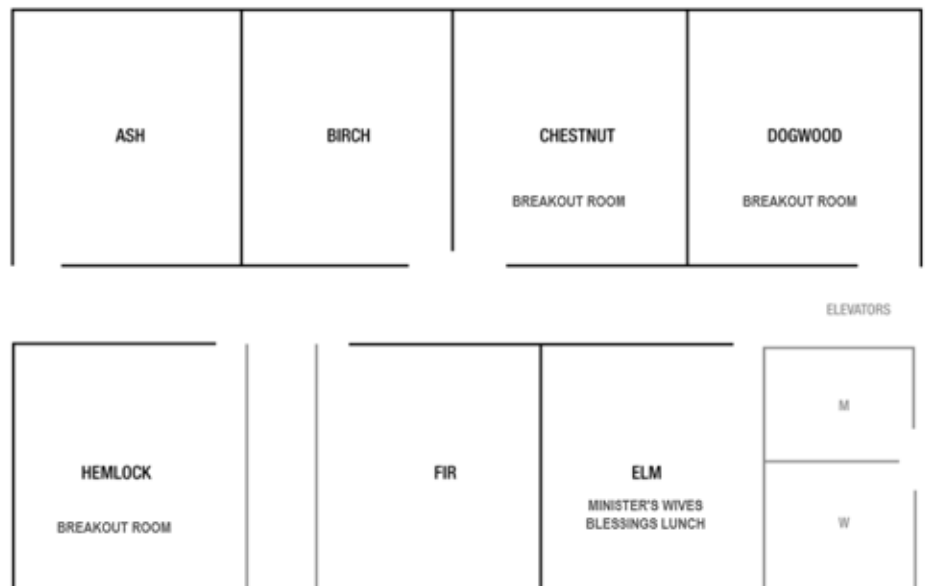 ASH
BIRCH
CHESTNUT
DOGWOOD
BREAKOUT ROOM
BREAKOUT ROOM
ELEVATORS
M
HEMLOCK
FIR
ELM
BREAKOUT ROOM
MINISTER'S WIVES
BLESSINGS LUNCH
W